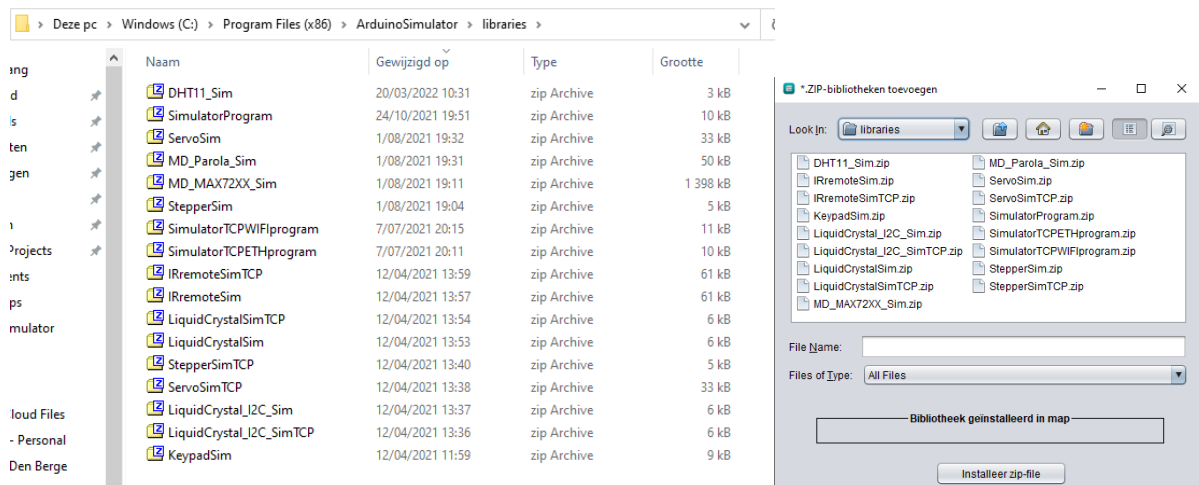 Deze pc > Windows (C:) > Program Files (x86) > ArduinoSimulator > libraries >
ang
d
ls
ten
gen
Projects
ents
ps
mulator
loud Files
- Personal
Den Berge
Naam Gewijzigd op Type Grootte
DHT11_Sim 20/03/2022 10:31 zip Archive 3 kB
SimulatorProgram 24/10/2021 19:51 zip Archive 10 kB
ServoSim 1/08/2021 19:32 zip Archive 33 kB
MD_Parola_Sim 1/08/2021 19:31 zip Archive 50 kB
MD_MAX72XX_Sim 1/08/2021 19:11 zip Archive 1 398 kB
StepperSim 1/08/2021 19:04 zip Archive 5 kB
SimulatorTCPWIFIprogram 7/07/2021 20:15 zip Archive 11 kB
SimulatorTCPETHprogram 7/07/2021 20:11 zip Archive 10 kB
IRremoteSimTCP 12/04/2021 13:59 zip Archive 61 kB
IRremoteSim 12/04/2021 13:57 zip Archive 61 kB
LiquidCrystalSimTCP 12/04/2021 13:54 zip Archive 6 kB
LiquidCrystalSim 12/04/2021 13:53 zip Archive 6 kB
StepperSimTCP 12/04/2021 13:40 zip Archive 5 kB
ServoSimTCP 12/04/2021 13:38 zip Archive 33 kB
LiquidCrystal_I2C_Sim 12/04/2021 13:37 zip Archive 6 kB
LiquidCrystal_I2C_SimTCP 12/04/2021 13:36 zip Archive 6 kB
KeypadSim 12/04/2021 11:59 zip Archive 9 kB
*.ZIP-bibliotheken toevoegen
Look In: libraries
DHT11_Sim.zip MD_Parola_Sim.zip
IRremoteSim.zip ServoSim.zip
IRremoteSimTCP.zip ServoSimTCP.zip
KeypadSim.zip SimulatorProgram.zip
LiquidCrystal_I2C_Sim.zip SimulatorTCPETHprogram.zip
LiquidCrystal_I2C_SimTCP.zip SimulatorTCPWIFIprogram.zip
LiquidCrystalSim.zip StepperSim.zip
LiquidCrystalSimTCP.zip StepperSimTCP.zip
MD_MAX72XX_Sim.zip
File Name:
Files of Type: All Files
Bibliotheek geïnstalleerd in map
Installeer zip-file